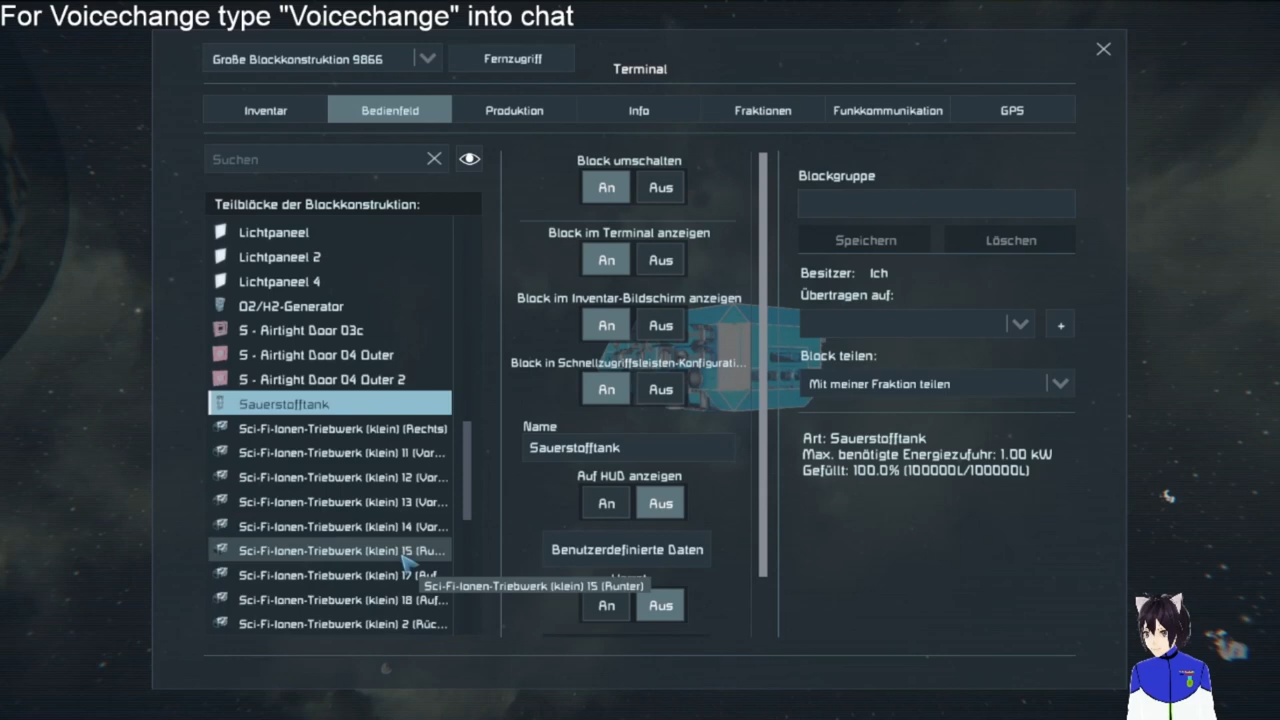 For Voicechange type "Voicechange" into chat
Große Blockkonstruktion 9866
Fernzugriff
Terminal
Inventar
Bedienfeld
Produktion
Info
Fraktionen
Funkkommunikation
GPS
Suchen
Teilblöcke der Blockkonstruktion:
Lichtpaneel
Lichtpaneel 2
Lichtpaneel 4
O2/H2-Generator
S - Airtight Door 03c
S - Airtight Door 04 Outer
S - Airtight Door 04 Outer 2
Sauerstofftank
Sci-Fi-Ionen-Triebwerk (klein) (Rechts)
Sci-Fi-Ionen-Triebwerk (klein) 11 (Vor...
Sci-Fi-Ionen-Triebwerk (klein) 12 (Vor...
Sci-Fi-Ionen-Triebwerk (klein) 13 (Vor...
Sci-Fi-Ionen-Triebwerk (klein) 14 (Vor...
Sci-Fi-Ionen-Triebwerk (klein) 15 (Ru...
Sci-Fi-Ionen-Triebwerk (klein) 17 (Auf
Sci-Fi-Ionen-Triebwerk (klein) 15 (Runter)
Sci-Fi-Ionen-Triebwerk (klein) 18 (Auf...
Sci-Fi-Ionen-Triebwerk (klein) 2 (Rüc...
Block umschalten
An Aus
Block im Terminal anzeigen
An Aus
Block im Inventar-Bildschirm anzeigen
An Aus
Block in Schnellzugriffsleisten-Konfigurati...
An Aus
Name
Sauerstofftank
Auf HUD anzeigen
An Aus
Benutzerdefinierte Daten
An Aus
Blockgruppe
Speichern
Löschen
Besitzer: Ich
Übertragen auf:
+
Block teilen:
Mit meiner Fraktion teilen
Art: Sauerstofftank
Max. benötigte Energiezufuhr: 1.00 kW
Gefüllt: 100.0% (100000L/100000L)